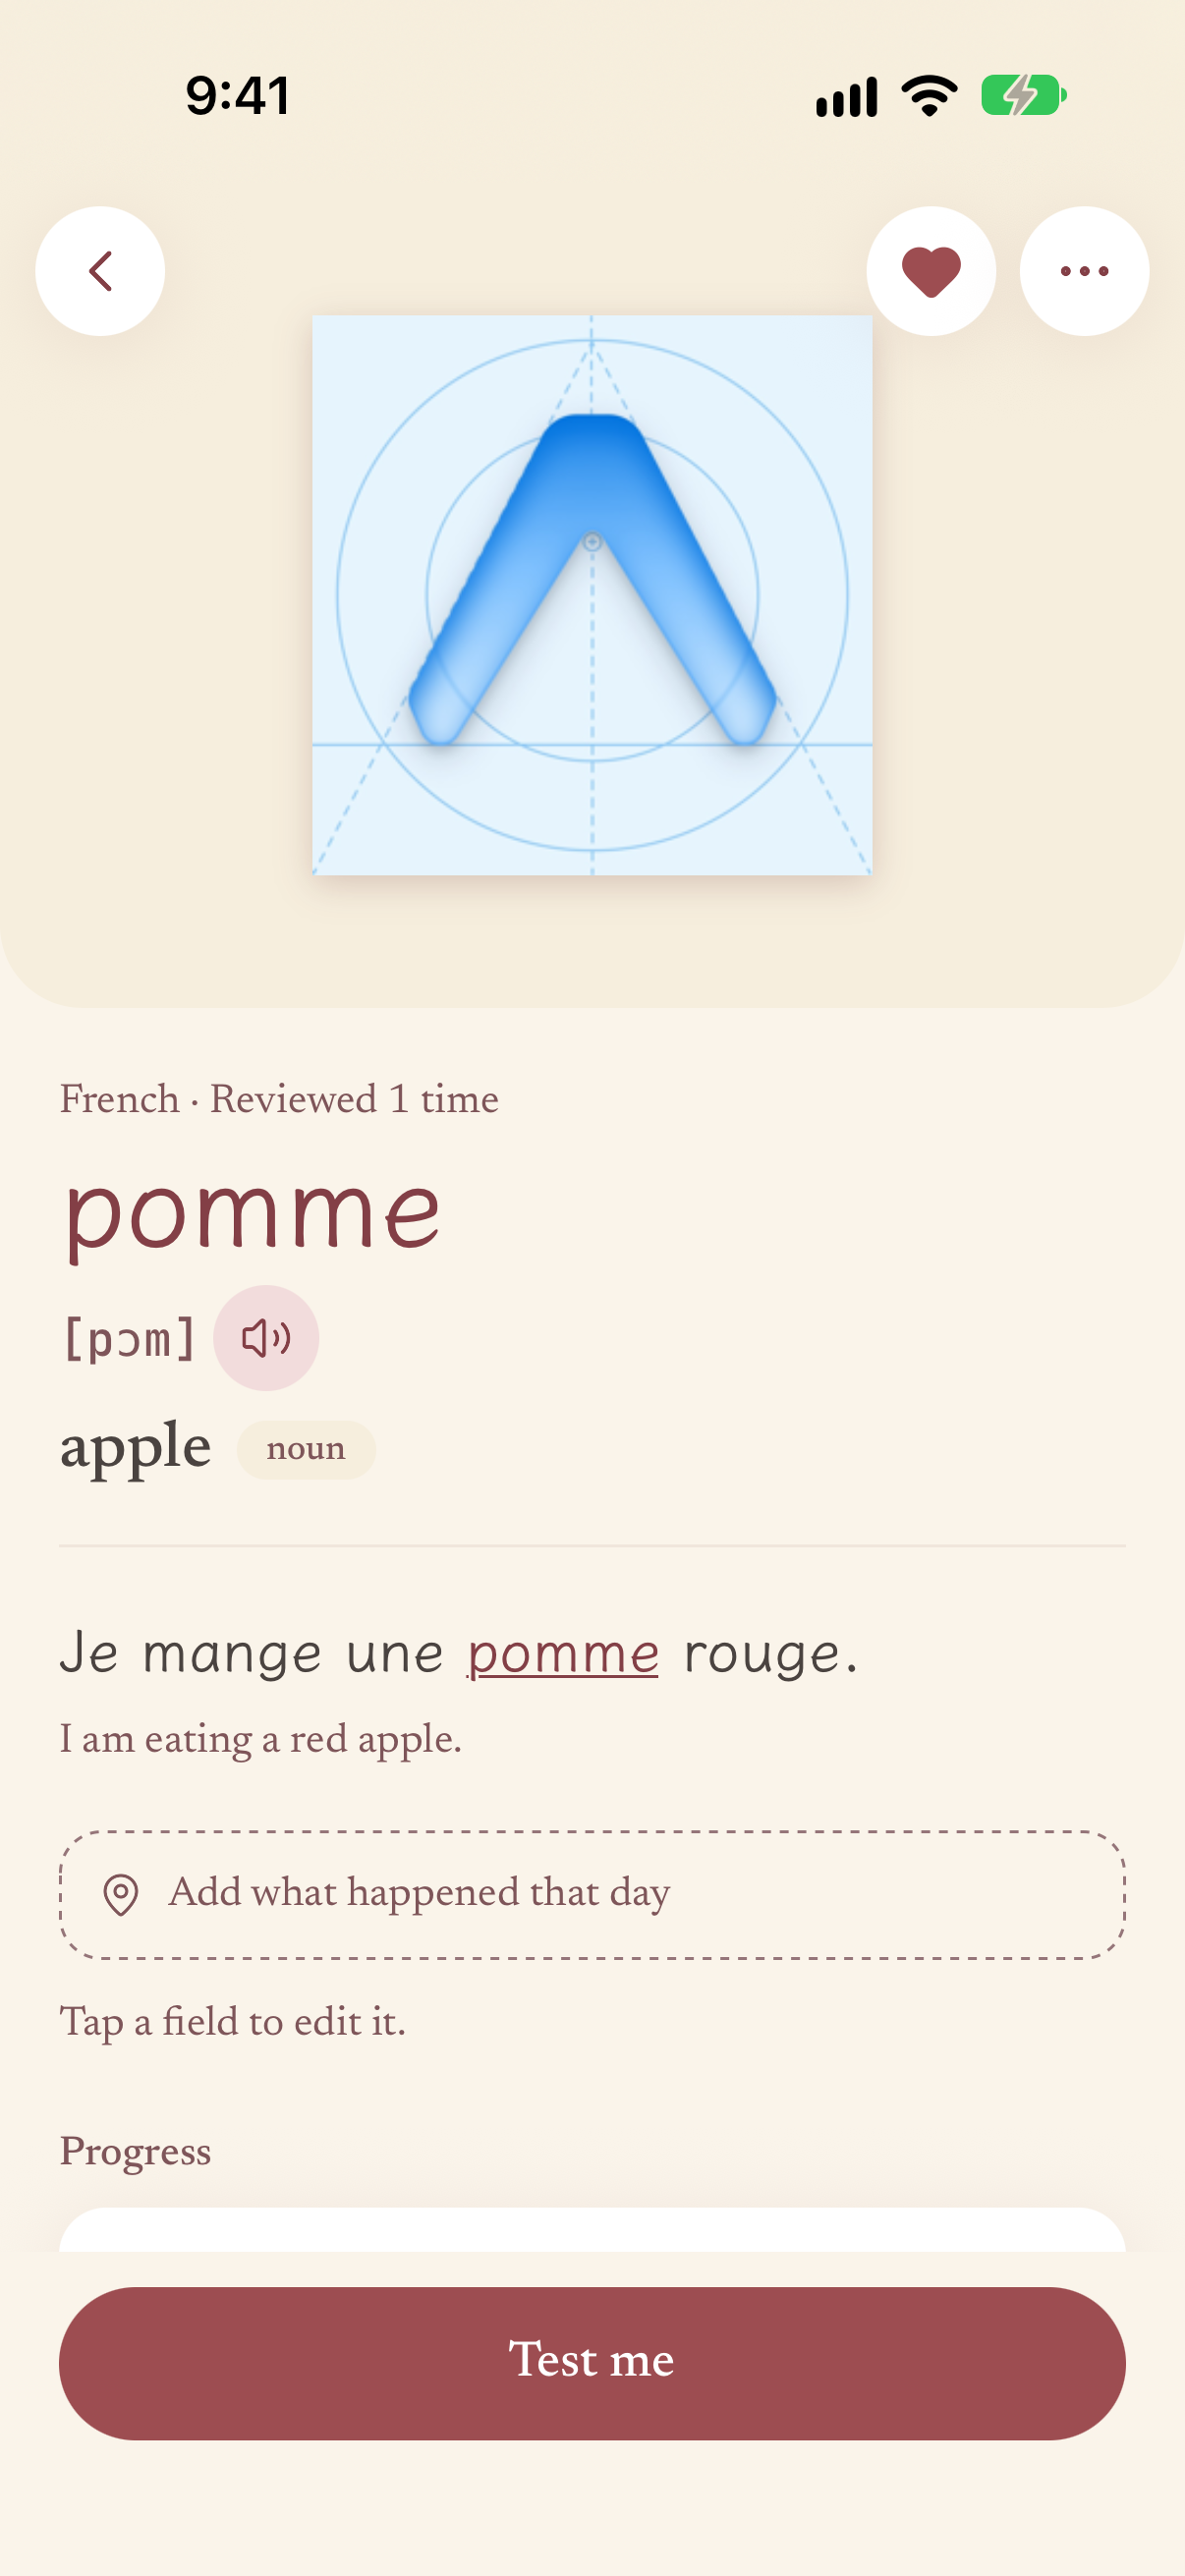 9:41
French · Reviewed 1 time
pomme
[pɔm]
apple noun
Je mange une pomme rouge.
I am eating a red apple.
Add what happened that day
Tap a field to edit it.
Progress
Test me